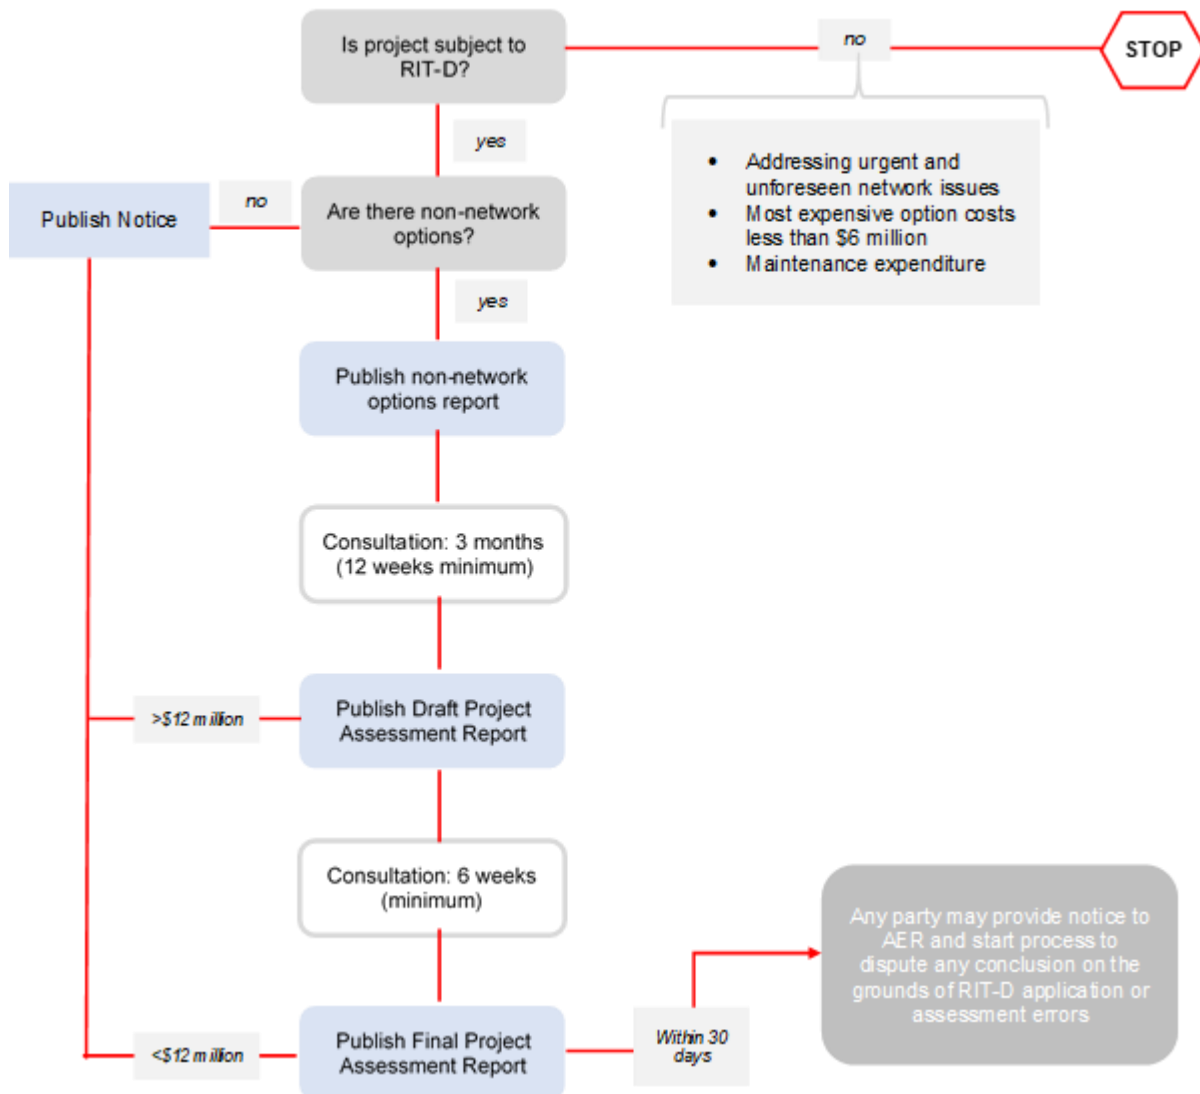 Is project subject to
RIT-D?
no
STOP
yes
• Addressing urgent and
unforeseen network issues
• Most expensive option costs
less than $6 million
• Maintenance expenditure
Publish Notice
no
Are there non-network
options?
yes
Publish non-network
options report
Consultation: 3 months
(12 weeks minimum)
>$12 million
Publish Draft Project
Assessment Report
Consultation: 6 weeks
(minimum)
Any party may provide notice to
AER and start process to
dispute any conclusion on the
grounds of RIT-D application or
assessment errors
<$12 million
Publish Final Project
Assessment Report
Within 30
days